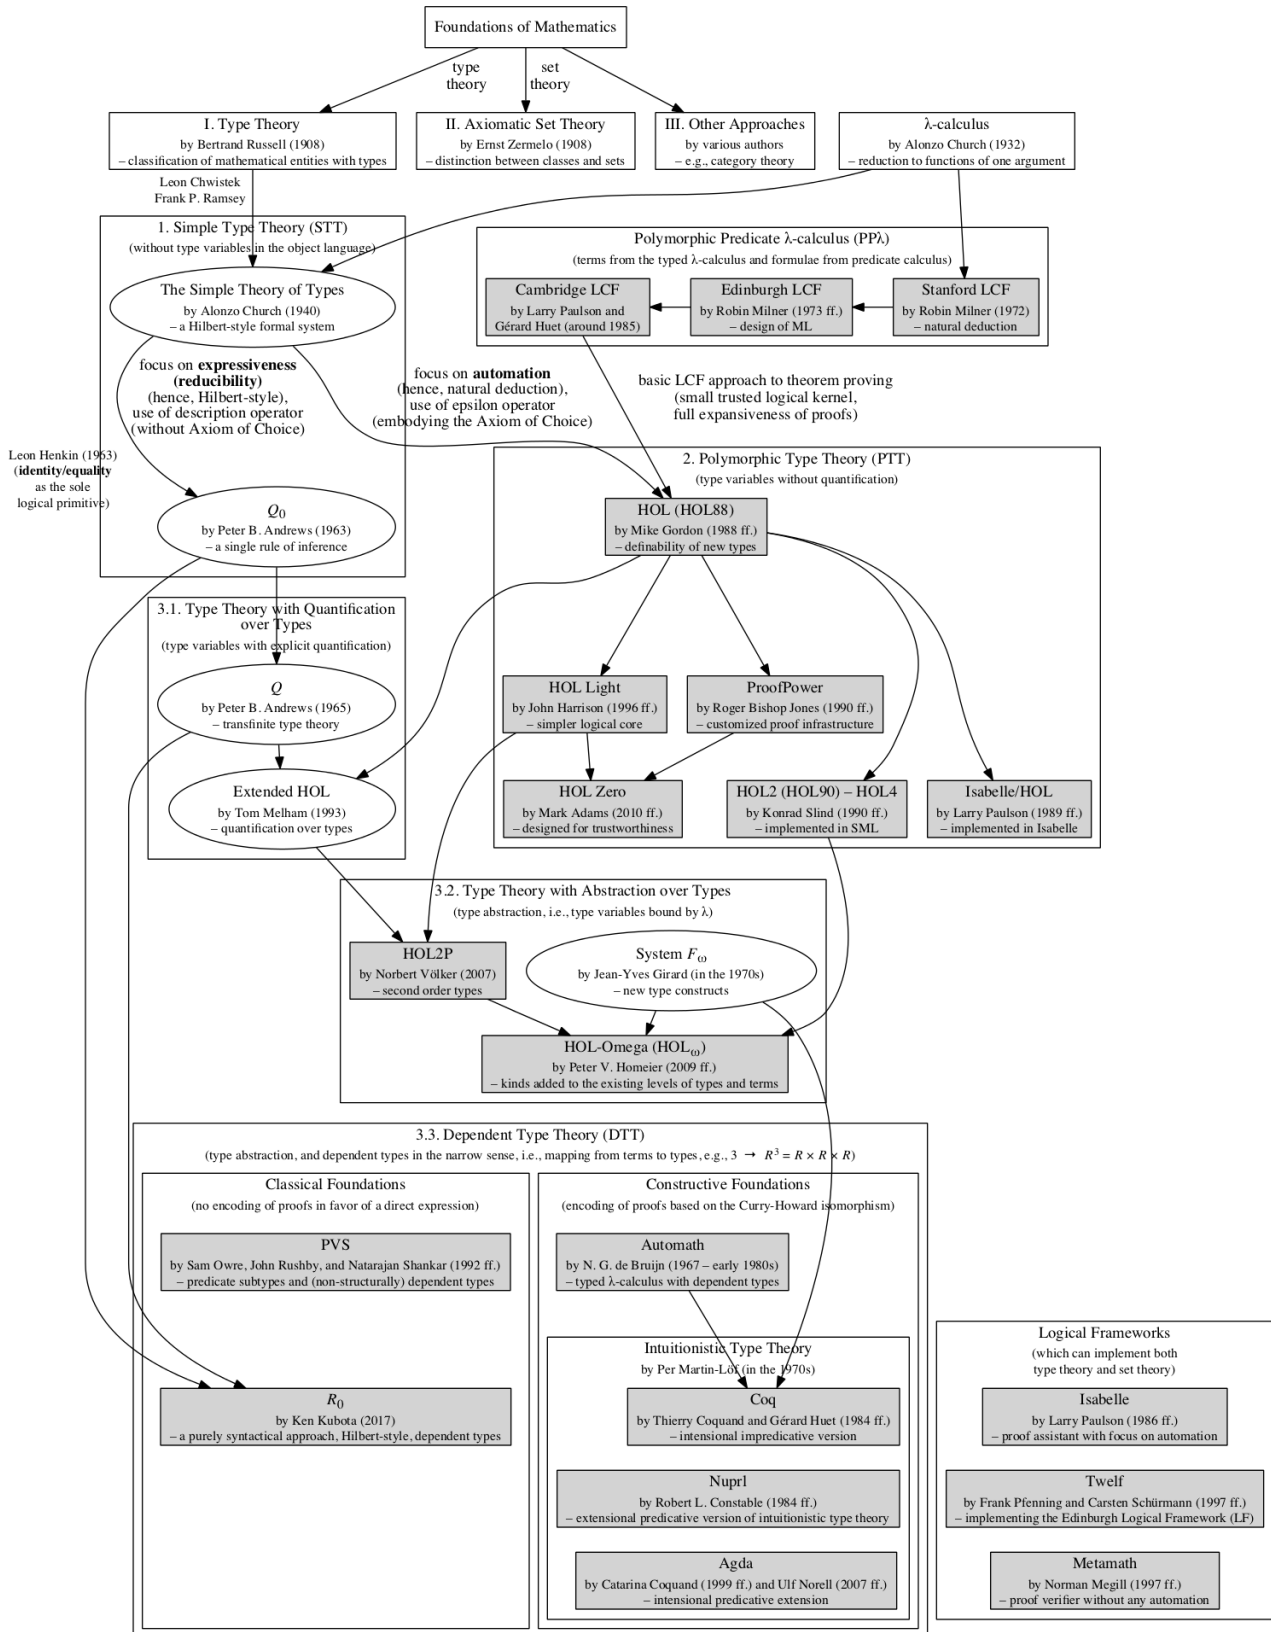 Foundations of Mathematics
type
theory
set
theory
I. Type Theory
by Bertrand Russell (1908)
– classification of mathematical entities with types
II. Axiomatic Set Theory
by Ernst Zermelo (1908)
– distinction between classes and sets
III. Other Approaches
by various authors
– e.g., category theory
λ-calculus
by Alonzo Church (1932)
– reduction to functions of one argument
Leon Chwistek
Frank P. Ramsey
1. Simple Type Theory (STT)
(without type variables in the object language)
The Simple Theory of Types
by Alonzo Church (1940)
– a Hilbert-style formal system
Polymorphic Predicate λ-calculus (PPλ)
(terms from the typed λ-calculus and formulae from predicate calculus)
Cambridge LCF
by Larry Paulson and
Gérard Huet (around 1985)
Edinburgh LCF
by Robin Milner (1973 ff.)
– design of ML
Stanford LCF
by Robin Milner (1972)
– natural deduction
focus on expressiveness
(reducibility)
(hence, Hilbert-style),
use of description operator
(without Axiom of Choice)
focus on automation
(hence, natural deduction),
use of epsilon operator
(embodying the Axiom of Choice)
basic LCF approach to theorem proving
(small trusted logical kernel,
full expansiveness of proofs)
Leon Henkin (1963)
(identity/equality
as the sole
logical primitive)
Q₀
by Peter B. Andrews (1963)
– a single rule of inference
2. Polymorphic Type Theory (PTT)
(type variables without quantification)
HOL (HOL88)
by Mike Gordon (1988 ff.)
– definability of new types
3.1. Type Theory with Quantification
over Types
(type variables with explicit quantification)
Q
by Peter B. Andrews (1965)
– transfinite type theory
Extended HOL
by Tom Melham (1993)
– quantification over types
HOL Light
by John Harrison (1996 ff.)
– simpler logical core
ProofPower
by Roger Bishop Jones (1990 ff.)
– customized proof infrastructure
HOL Zero
by Mark Adams (2010 ff.)
– designed for trustworthiness
HOL2 (HOL90) – HOL4
by Konrad Slind (1990 ff.)
– implemented in SML
Isabelle/HOL
by Larry Paulson (1989 ff.)
– implemented in Isabelle
3.2. Type Theory with Abstraction over Types
(type abstraction, i.e., type variables bound by λ)
HOL2P
by Norbert Völker (2007)
– second order types
System F_ω
by Jean-Yves Girard (in the 1970s)
– new type constructs
HOL-Omega (HOL_ω)
by Peter V. Homeier (2009 ff.)
– kinds added to the existing levels of types and terms
3.3. Dependent Type Theory (DTT)
(type abstraction, and dependent types in the narrow sense, i.e., mapping from terms to types, e.g., 3 → R³ = R × R × R)
Classical Foundations
(no encoding of proofs in favor of a direct expression)
PVS
by Sam Owre, John Rushby, and Natarajan Shankar (1992 ff.)
– predicate subtypes and (non-structurally) dependent types
R₀
by Ken Kubota (2017)
– a purely syntactical approach, Hilbert-style, dependent types
Constructive Foundations
(encoding of proofs based on the Curry-Howard isomorphism)
Automath
by N. G. de Bruijn (1967 – early 1980s)
– typed λ-calculus with dependent types
Intuitionistic Type Theory
by Per Martin-Löf (in the 1970s)
Coq
by Thierry Coquand and Gérard Huet (1984 ff.)
– intensional impredicative version
Nuprl
by Robert L. Constable (1984 ff.)
– extensional predicative version of intuitionistic type theory
Agda
by Catarina Coquand (1999 ff.) and Ulf Norell (2007 ff.)
– intensional predicative extension
Logical Frameworks
(which can implement both
type theory and set theory)
Isabelle
by Larry Paulson (1986 ff.)
– proof assistant with focus on automation
Twelf
by Frank Pfenning and Carsten Schürmann (1997 ff.)
– implementing the Edinburgh Logical Framework (LF)
Metamath
by Norman Megill (1997 ff.)
– proof verifier without any automation